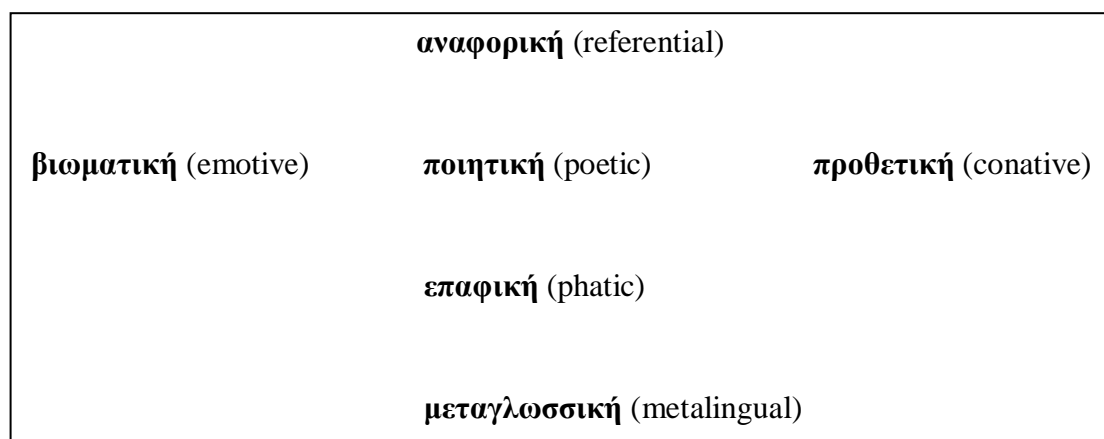 αναφορική (referential)
βιωματική (emotive) ποιητική (poetic) προθετική (conative)
επαφική (phatic)
μεταγλωσσική (metalingual)